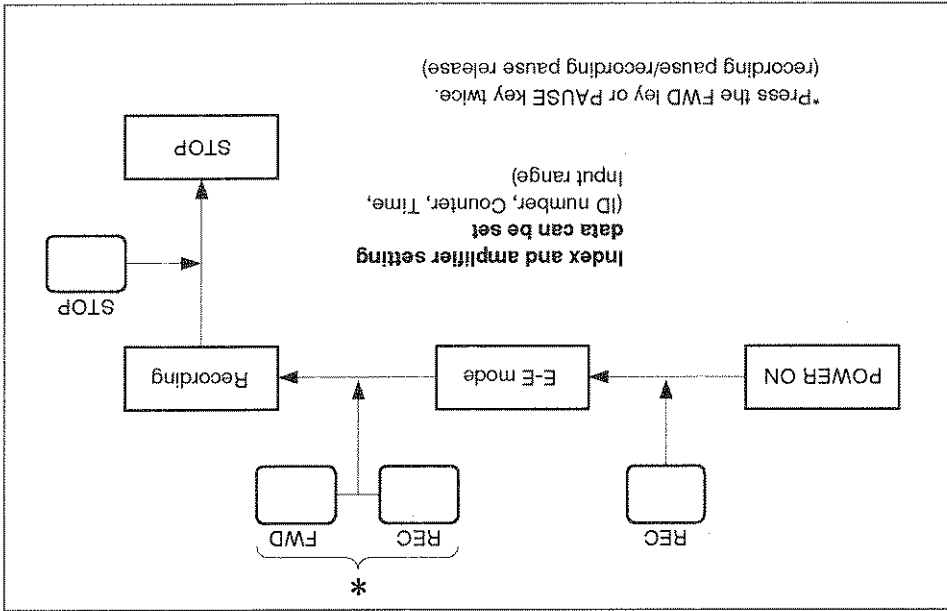 *
REC
REC
FWD
POWER ON
E-E mode
Recording
STOP
Index and amplifier setting
data can be set
(ID number, Counter, Time,
Input range)
STOP
*Press the FWD ley or PAUSE key twice.
(recording pause/recording pause release)